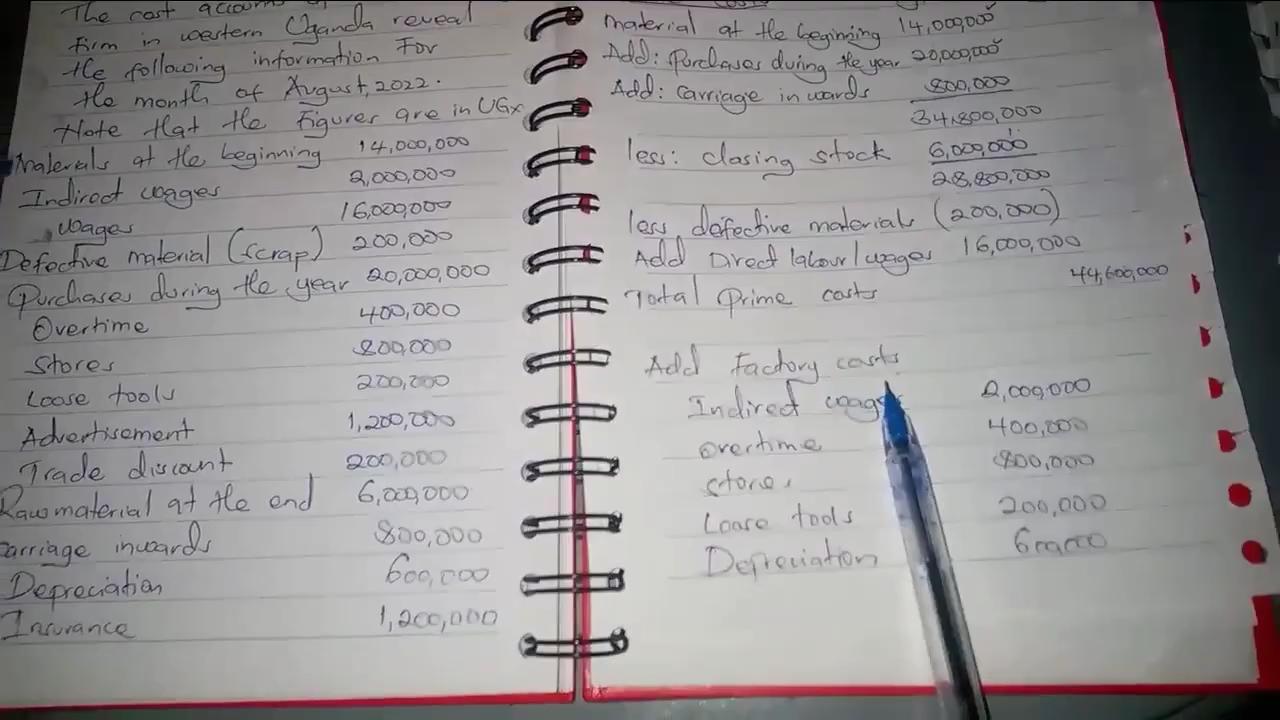 The cost accounts
firm in western Uganda reveal
the following information For
the month of August, 2022.
Note that the Figures are in UGx
Materials at the beginning 14,000,000
Indirect wages 2,000,000
wages 16,000,000
Defective material (scrap) 200,000
Purchases during the year 20,000,000
Overtime 400,000
Stores 800,000
Loose tools 200,000
Advertisement 1,200,000
Trade discount 200,000
Raw material at the end 6,000,000
arriage inwards 800,000
Depreciation 600,000
Insurance 1,200,000
material at the beginning 14,000,000
Add: Purchases during the year 20,000,000
Add: Carriage inwards 800,000
34,800,000
less: closing stock 6,000,000
28,800,000
less defective materials (200,000)
Add Direct labour/wages 16,000,000
Total Prime costs 44,600,000
Add Factory costs
Indirect wages 2,000,000
overtime 400,000
stores 800,000
Loose tools 200,000
Depreciation 600,000